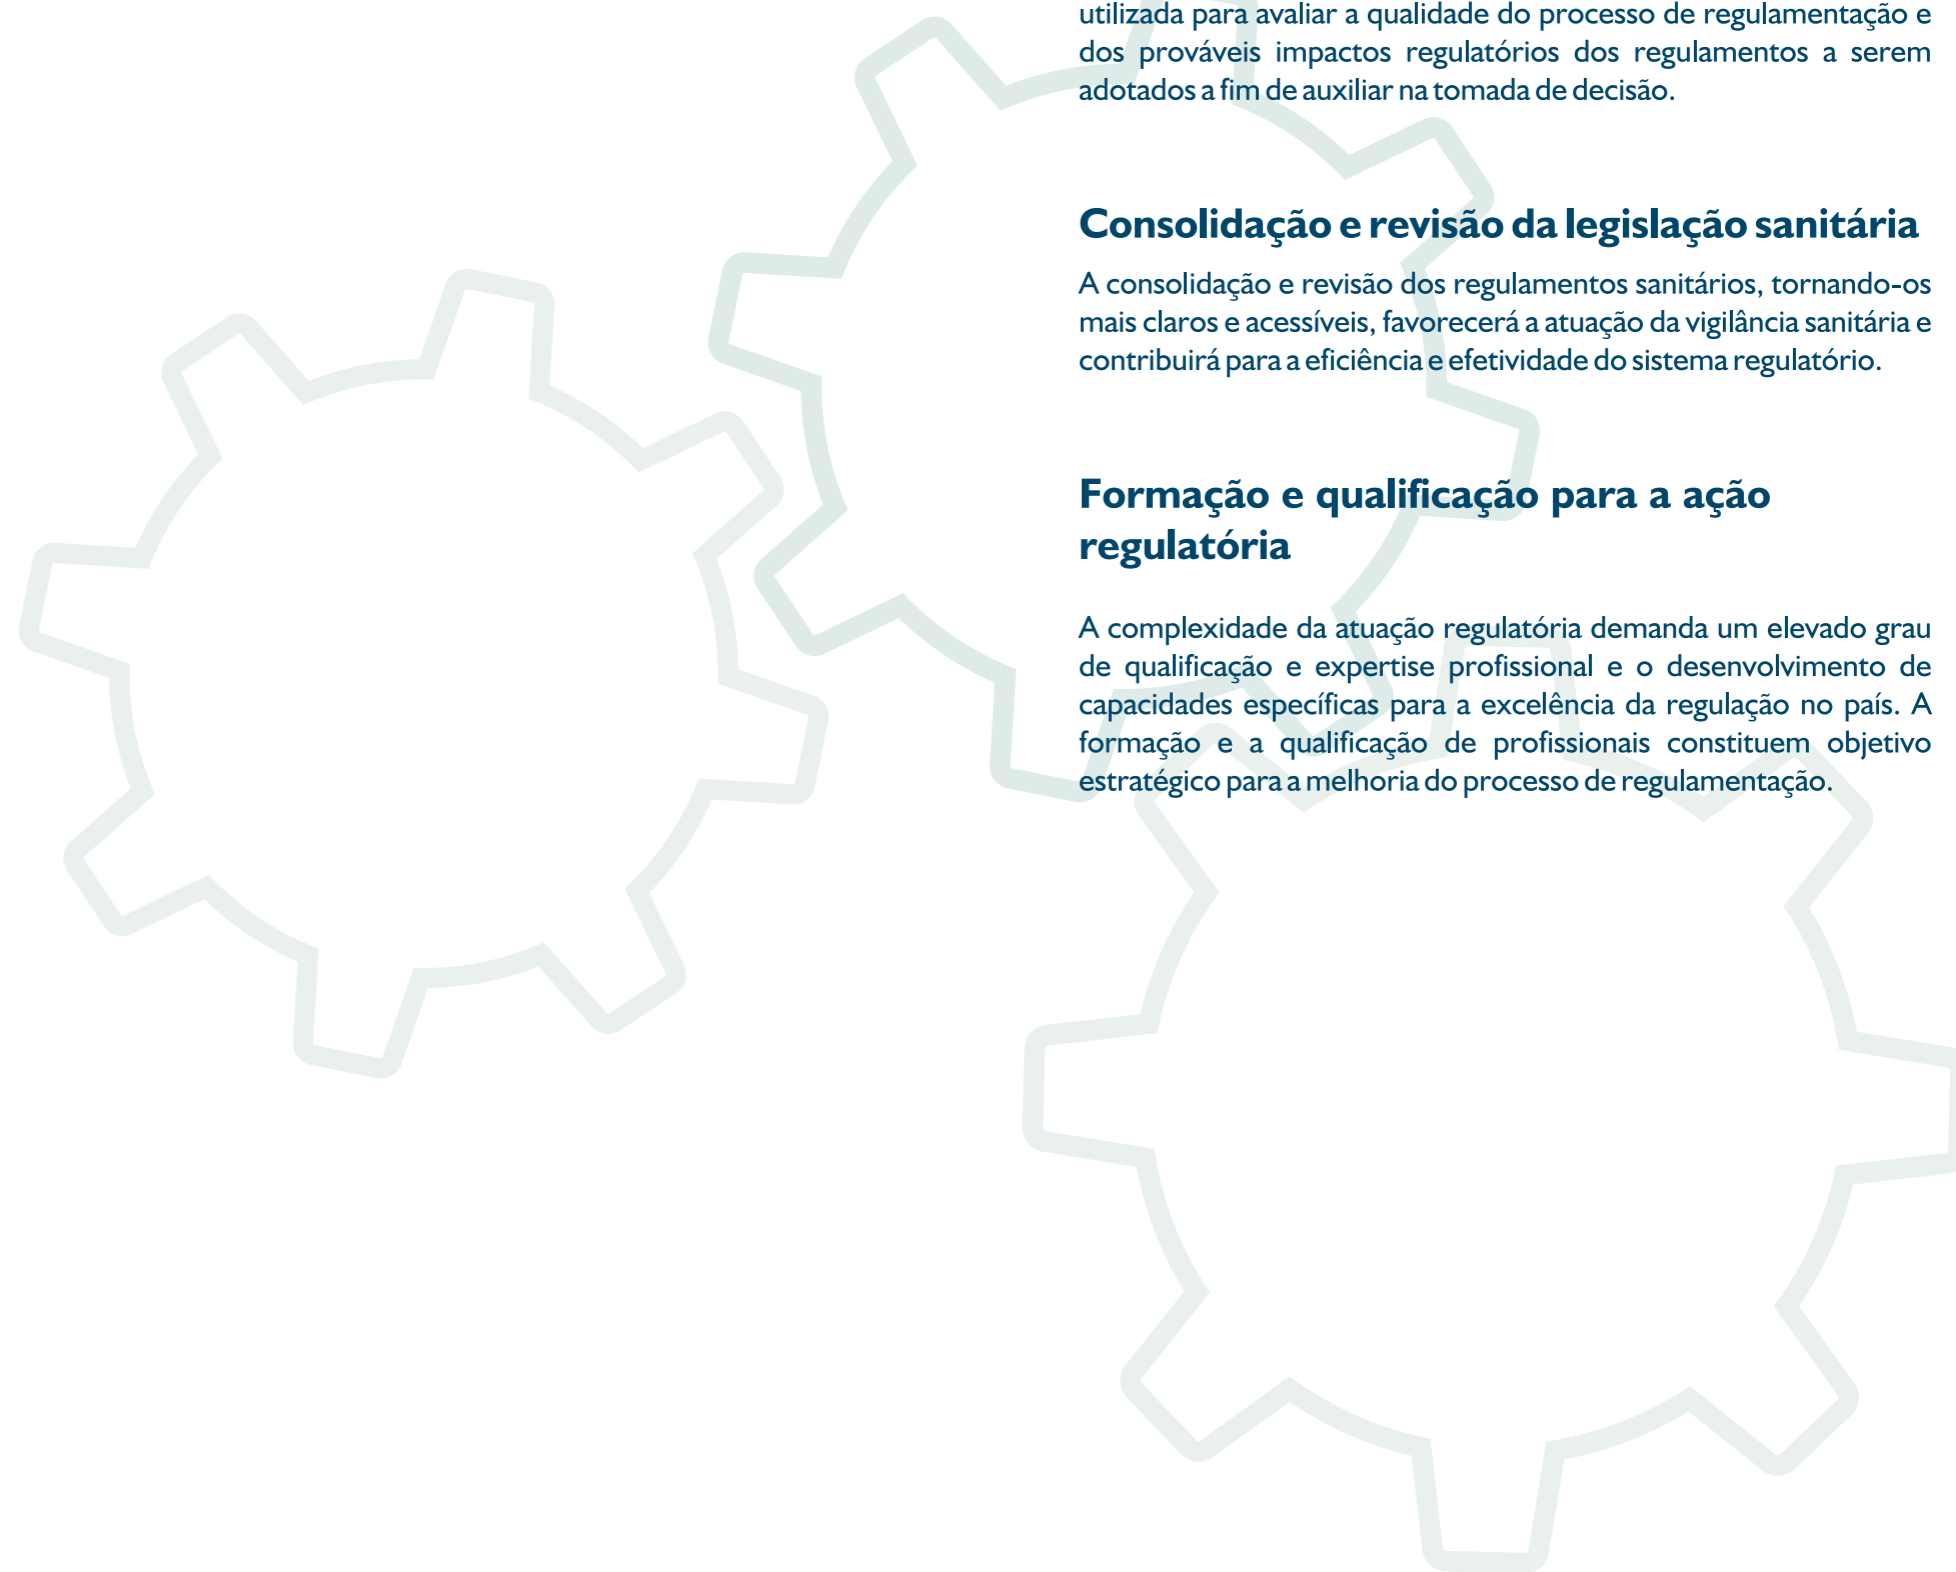 utilizada para avaliar a qualidade do processo de regulamentação e
dos prováveis impactos regulatórios dos regulamentos a serem
adotados a fim de auxiliar na tomada de decisão.
Consolidação e revisão da legislação sanitária
A consolidação e revisão dos regulamentos sanitários, tornando-os
mais claros e acessíveis, favorecerá a atuação da vigilância sanitária e
contribuirá para a eficiência e efetividade do sistema regulatório.
Formação e qualificação para a ação
regulatória
A complexidade da atuação regulatória demanda um elevado grau
de qualificação e expertise profissional e o desenvolvimento de
capacidades específicas para a excelência da regulação no país. A
formação e a qualificação de profissionais constituem objetivo
estratégico para a melhoria do processo de regulamentação.